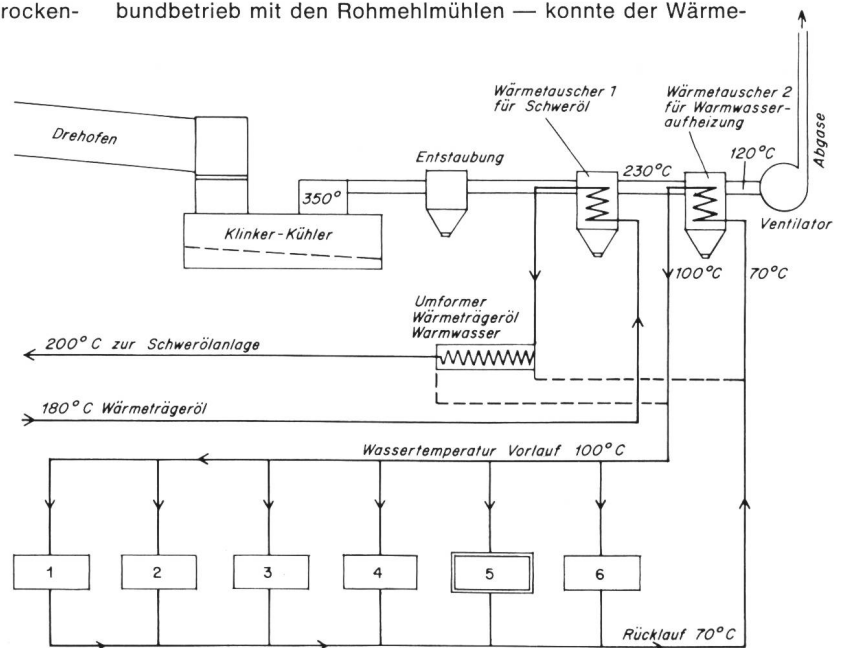 rocken-
bundbetrieb mit den Rohmehlmühlen — konnte der Wärme-
Wärmetauscher 1
für Schweröl
Wärmetauscher 2
für Warmwasser-
aufheizung
Abgase
Drehofen
Entstaubung
230°C
120°C
350°
Ventilator
Klinker-Kühler
100°C
70°C
Umformer
Wärmeträgeröl
Warmwasser
200°C zur Schwerölanlage
180°C Wärmeträgeröl
Wassertemperatur Vorlauf 100°C
1
2
3
4
5
6
Rücklauf 70°C